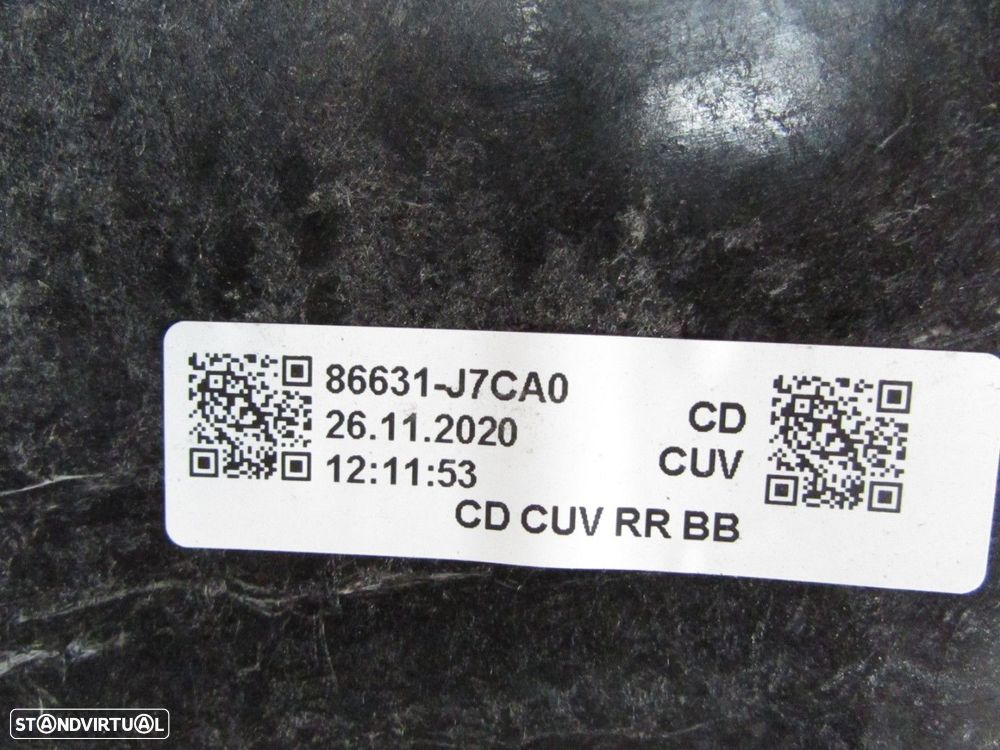 86631-J7CA0
26.11.2020
12:11:53
CD
CUV
CD CUV RR BB
STANDVIRTUAL